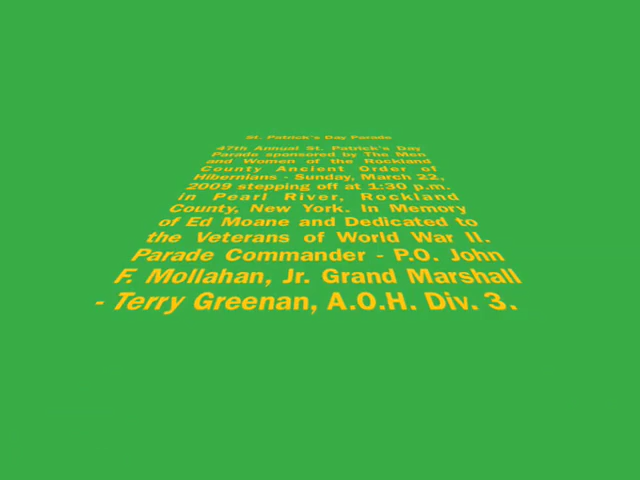 St. Patrick's Day Parade
47th Annual St. Patrick's Day
Parade sponsored by The Men
and Women of the Rockland
County Ancient Order of
Hibernians - Sunday, March 22,
2009 stepping off at 1:30 p.m.
in Pearl River, Rockland
County, New York. In Memory
of Ed Moane and Dedicated to
the Veterans of World War II.
Parade Commander - P.O. John
F. Mollahan, Jr. Grand Marshall
- Terry Greenan, A.O.H. Div. 3.